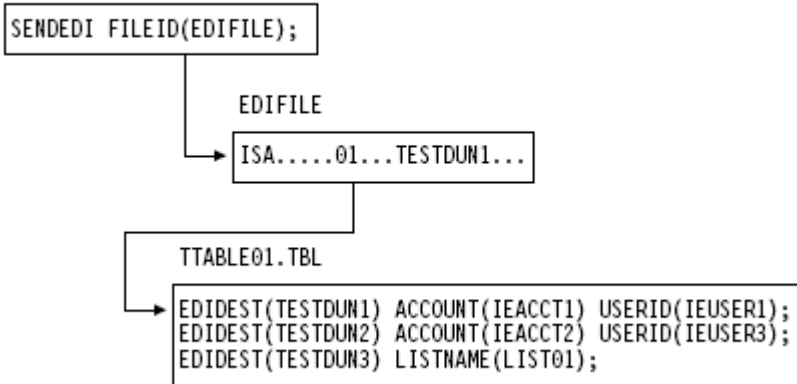 SENDEDI FILEID(EDIFILE);
EDIFILE
ISA.....01...TESTDUN1...
TTABLE01.TBL
EDIDEST(TESTDUN1) ACCOUNT(IEACCT1) USERID(IEUSER1);
EDIDEST(TESTDUN2) ACCOUNT(IEACCT2) USERID(IEUSER3);
EDIDEST(TESTDUN3) LISTNAME(LIST01);